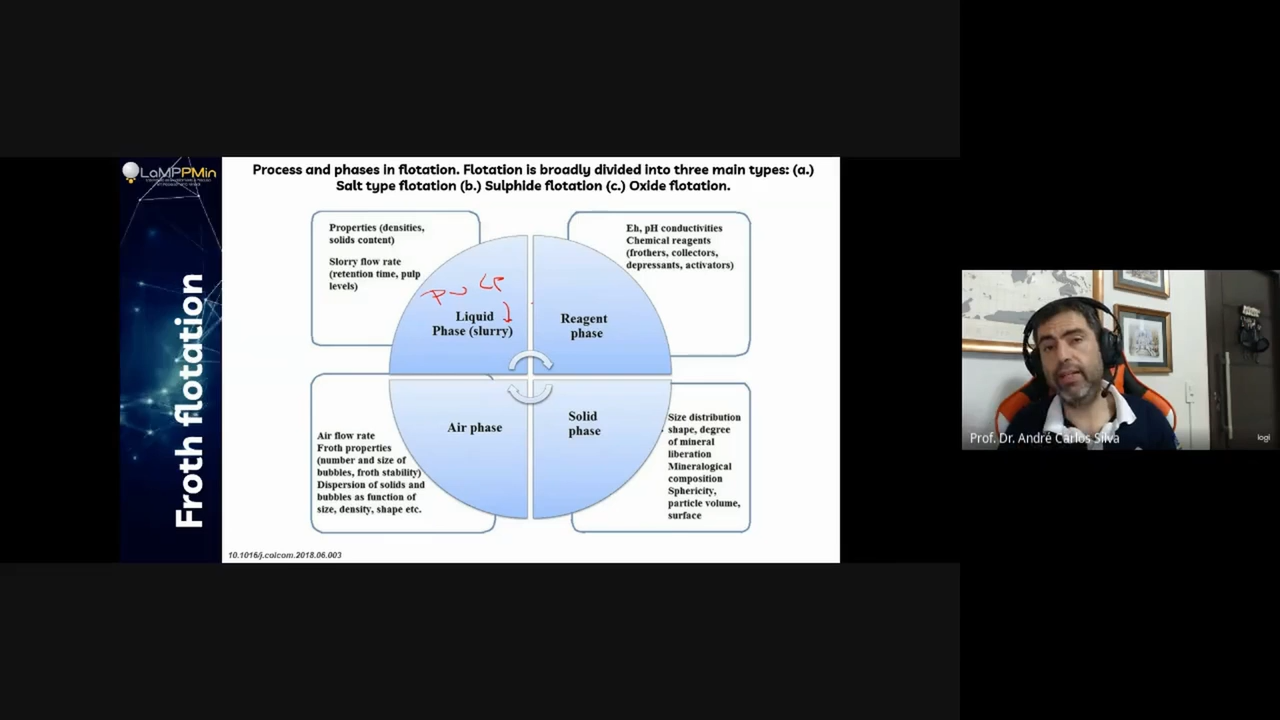 LaMPPMin
Froth flotation
Process and phases in flotation. Flotation is broadly divided into three main types: (a.)
Salt type flotation (b.) Sulphide flotation (c.) Oxide flotation.
Properties (densities,
solids content)
Slorry flow rate
(retention time, pulp
levels)
Eh, pH conductivities
Chemical reagents
(frothers, collectors,
depressants, activators)
Liquid
Phase (slurry)
Reagent
phase
Air phase
Solid
phase
Air flow rate
Froth properties
(number and size of
bubbles, froth stability)
Dispersion of solids and
bubbles as function of
size, density, shape etc.
Size distribution
shape, degree
of mineral
liberation
Mineralogical
composition
Sphericity,
particle volume,
surface
10.1016/j.colcom.2018.06.003
Prof. Dr. André Carlos Silva
logi